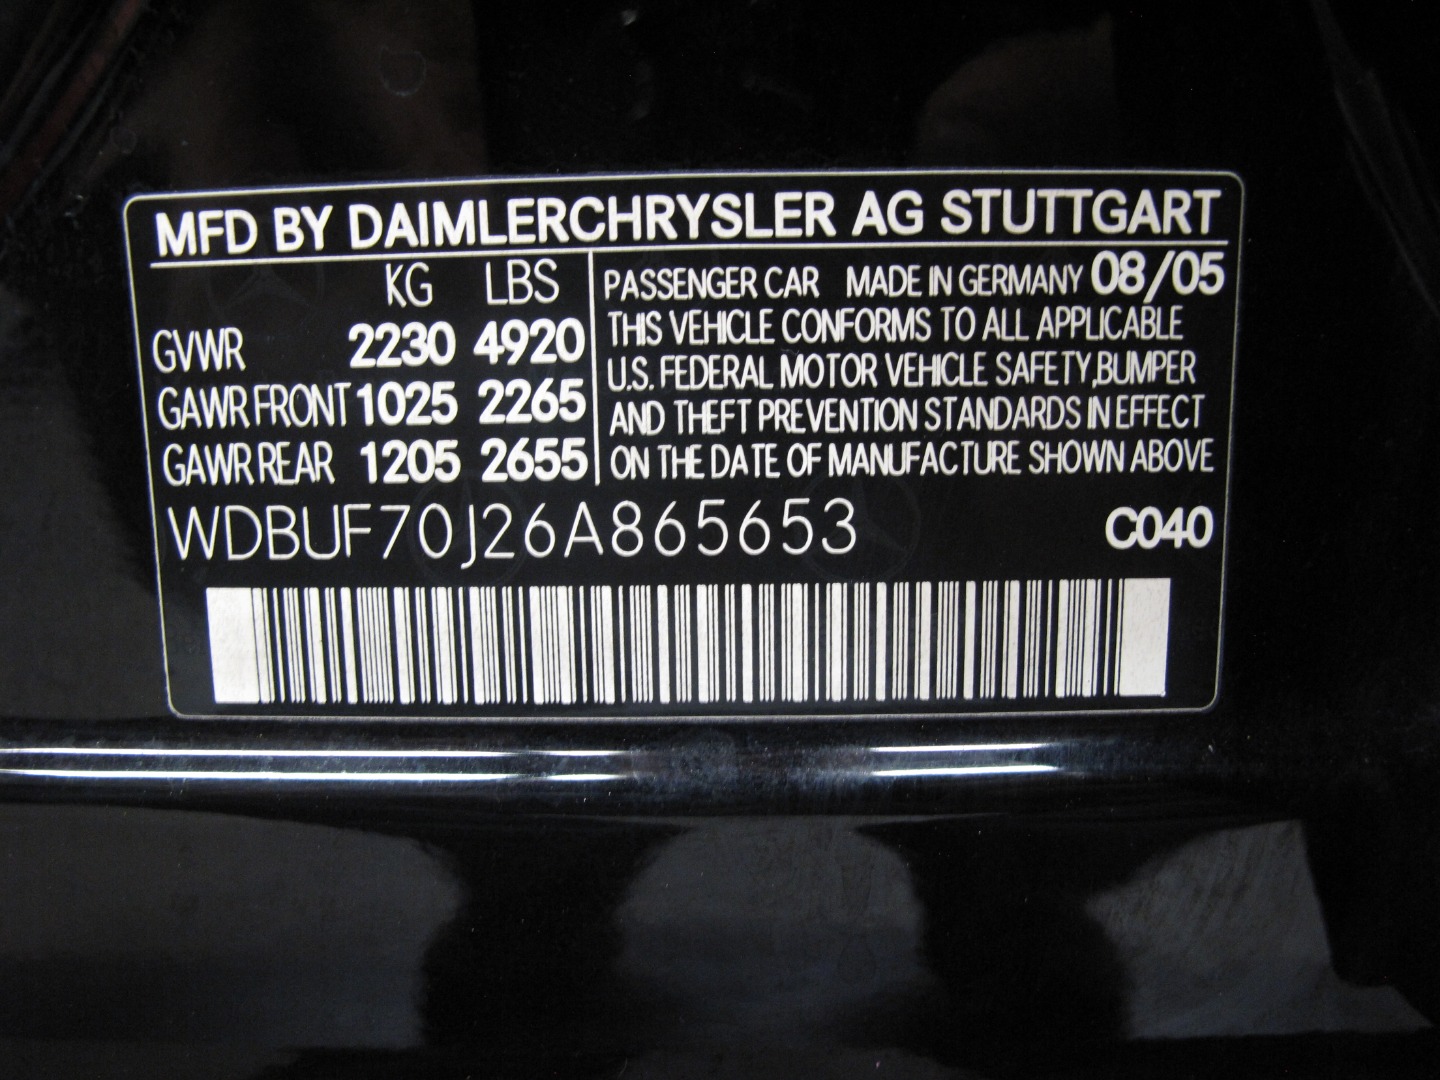 MFD BY DAIMLERCHRYSLER AG STUTTGART
KG LBS
GVWR 2230 4920
GAWR FRONT 1025 2265
GAWR REAR 1205 2655
PASSENGER CAR MADE IN GERMANY 08/05
THIS VEHICLE CONFORMS TO ALL APPLICABLE
U.S. FEDERAL MOTOR VEHICLE SAFETY,BUMPER
AND THEFT PREVENTION STANDARDS IN EFFECT
ON THE DATE OF MANUFACTURE SHOWN ABOVE
WDBUF70J26A865653 C040